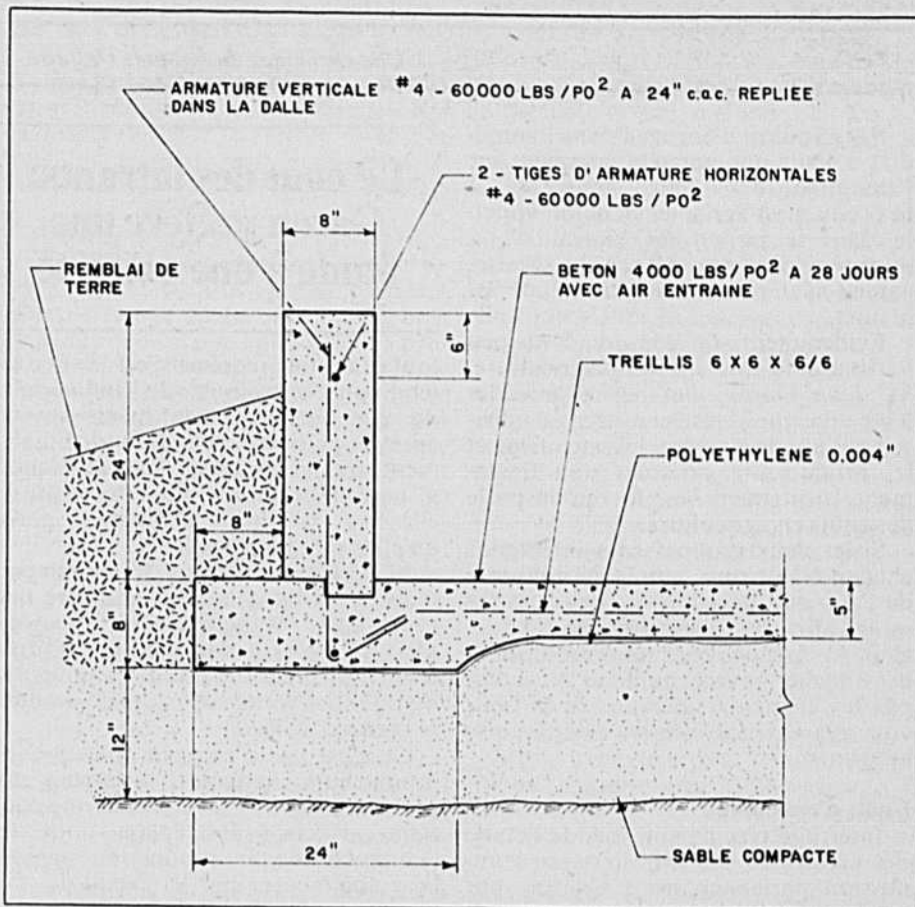 ARMATURE VERTICALE #4 - 60000 LBS/PO² A 24" c.a.c. REPLIEE
DANS LA DALLE
2 - TIGES D'ARMATURE HORIZONTALES
#4 - 60000 LBS / PO²
8"
REMBLAI DE
TERRE
BETON 4000 LBS/PO² A 28 JOURS
AVEC AIR ENTRAINE
6"
TREILLIS 6 X 6 X 6/6
24"
POLYETHYLENE 0.004"
8"
8"
5"
12"
24"
SABLE COMPACTE